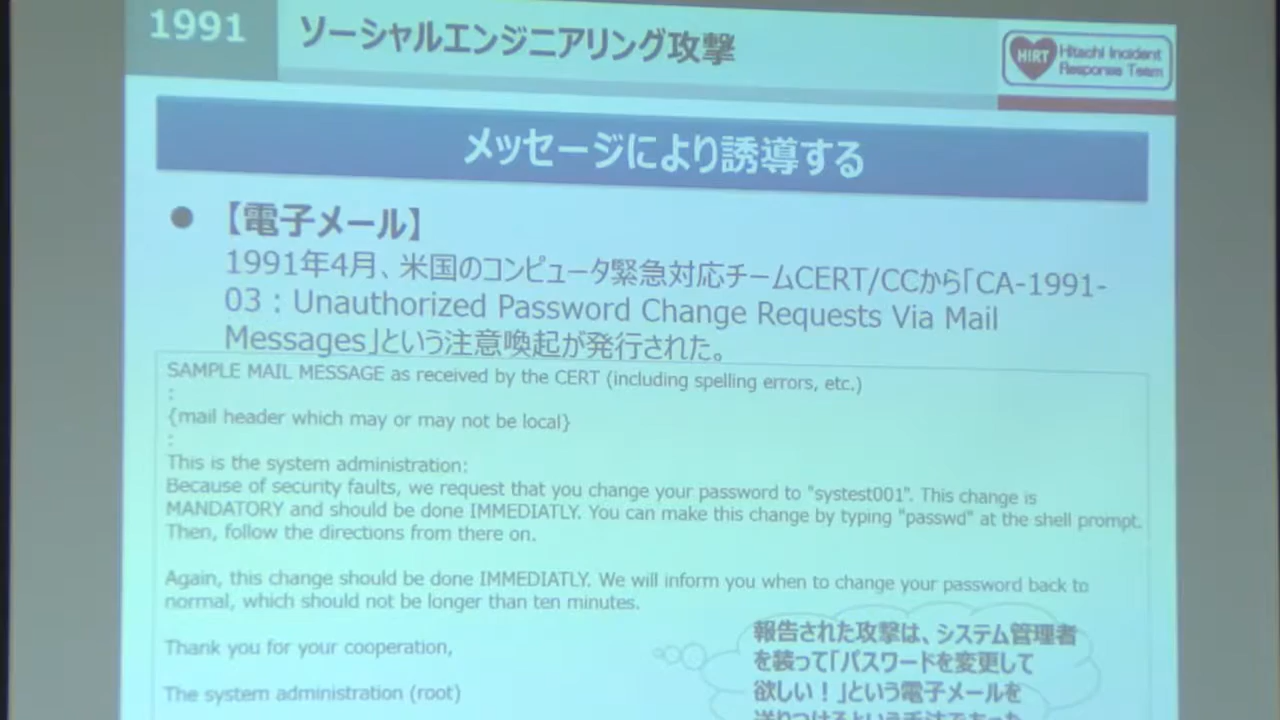 1991
ソーシャルエンジニアリング攻撃
HIRT
Hitachi Incident
Response Team
メッセージにより誘導する
● 【電子メール】
1991年4月、米国のコンピュータ緊急対応チームCERT/CCから「CA-1991-
03 : Unauthorized Password Change Requests Via Mail
Messages」という注意喚起が発行された。
SAMPLE MAIL MESSAGE as received by the CERT (including spelling errors, etc.)
:
{mail header which may or may not be local}
:
This is the system administration:
Because of security faults, we request that you change your password to "systest001". This change is
MANDATORY and should be done IMMEDIATLY. You can make this change by typing "passwd" at the shell prompt.
Then, follow the directions from there on.
Again, this change should be done IMMEDIATLY. We will inform you when to change your password back to
normal, which should not be longer than ten minutes.
Thank you for your cooperation,
The system administration (root)
報告された攻撃は、システム管理者
を装って「パスワードを変更して
欲しい！」という電子メールを
送りつけるという手法であった